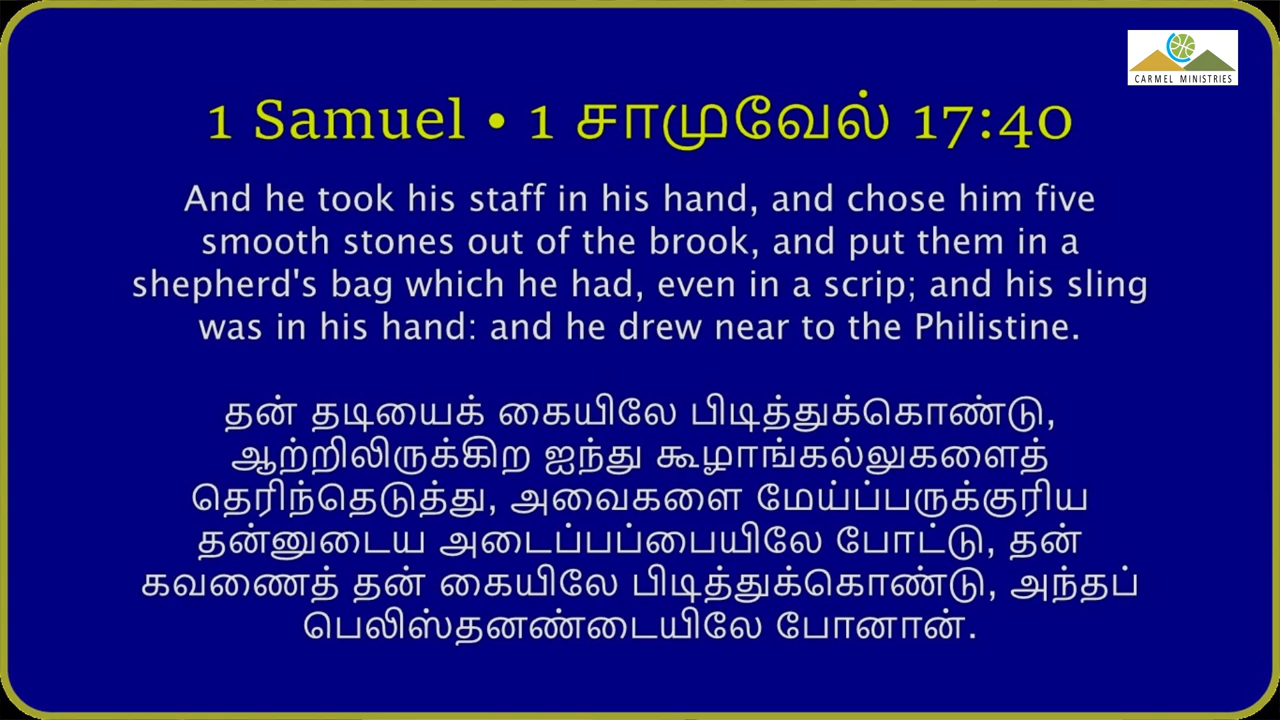 CARMEL MINISTRIES
1 Samuel • 1 சாமுவேல் 17:40
And he took his staff in his hand, and chose him five
smooth stones out of the brook, and put them in a
shepherd's bag which he had, even in a scrip; and his sling
was in his hand: and he drew near to the Philistine.
தன் தடியைக் கையிலே பிடித்துக்கொண்டு,
ஆற்றிலிருக்கிற ஐந்து கூழாங்கல்லுகளைத்
தெரிந்தெடுத்து, அவைகளை மேய்ப்பருக்குரிய
தன்னுடைய அடைப்பப்பையிலே போட்டு, தன்
கவணைத் தன் கையிலே பிடித்துக்கொண்டு, அந்தப்
பெலிஸ்தனண்டையிலே போனான்.